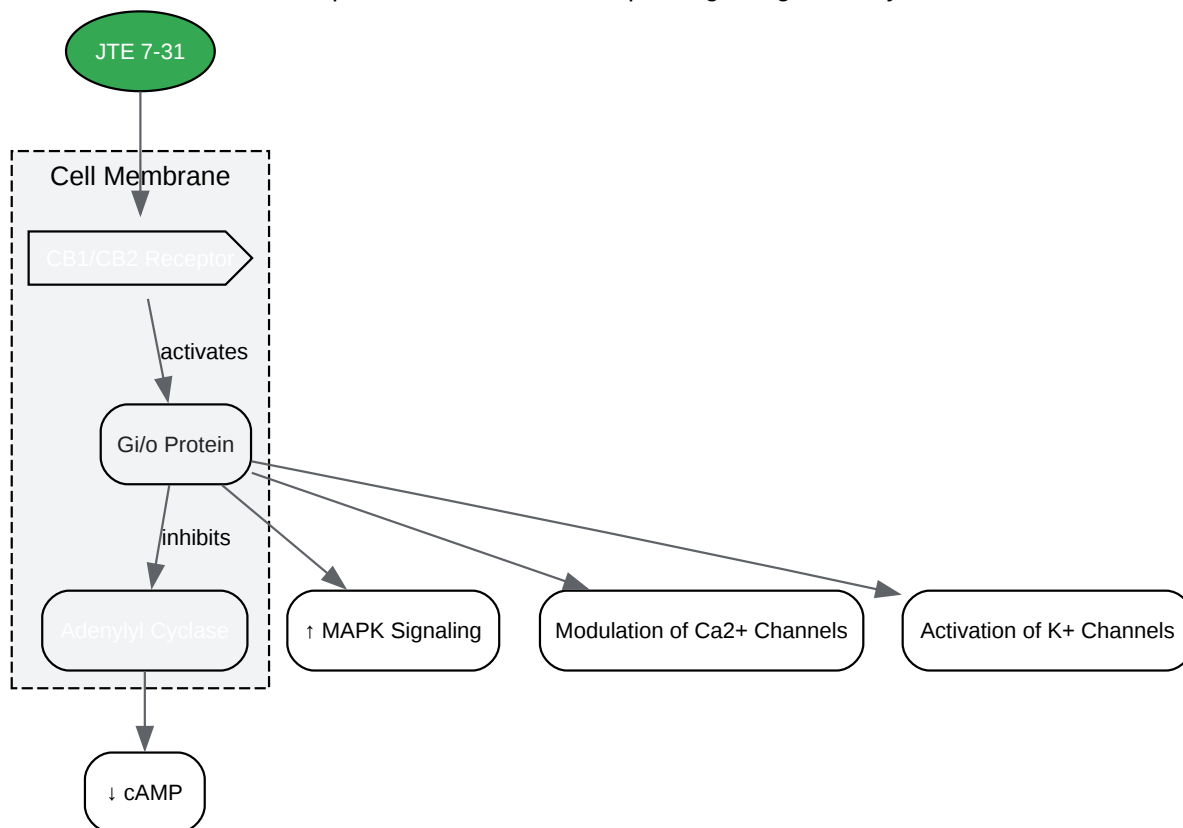 JTE 7-31
Cell Membrane
CB1/CB2 Receptor
activates
Gi/o Protein
inhibits
Adenylyl Cyclase
↑ MAPK Signaling
Modulation of Ca2+ Channels
Activation of K+ Channels
↓ cAMP